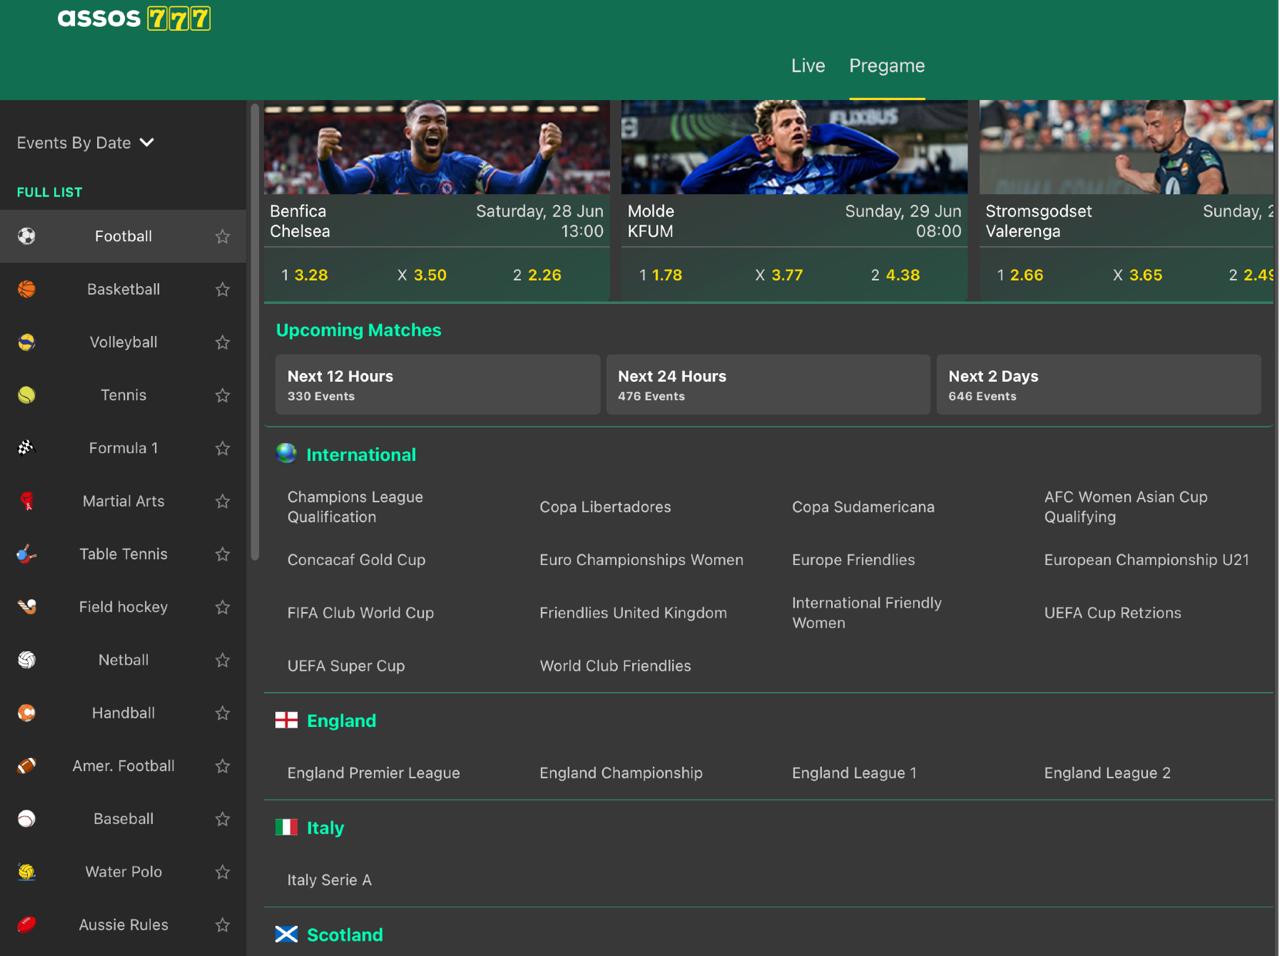 assos 777
Live Pregame
Events By Date
FULL LIST
Football
Basketball
Volleyball
Tennis
Formula 1
Martial Arts
Table Tennis
Field hockey
Netball
Handball
Amer. Football
Baseball
Water Polo
Aussie Rules
FLIXBUS
Benfica Saturday, 28 Jun
Chelsea 13:00
1 3.28 X 3.50 2 2.26
Molde Sunday, 29 Jun
KFUM 08:00
1 1.78 X 3.77 2 4.38
Stromsgodset Sunday, 2
Valerenga
1 2.66 X 3.65 2 2.49
Upcoming Matches
Next 12 Hours
330 Events
Next 24 Hours
476 Events
Next 2 Days
646 Events
International
Champions League
Qualification
Copa Libertadores
Copa Sudamericana
AFC Women Asian Cup
Qualifying
Concacaf Gold Cup
Euro Championships Women
Europe Friendlies
European Championship U21
FIFA Club World Cup
Friendlies United Kingdom
International Friendly
Women
UEFA Cup Retzions
UEFA Super Cup
World Club Friendlies
England
England Premier League
England Championship
England League 1
England League 2
Italy
Italy Serie A
Scotland